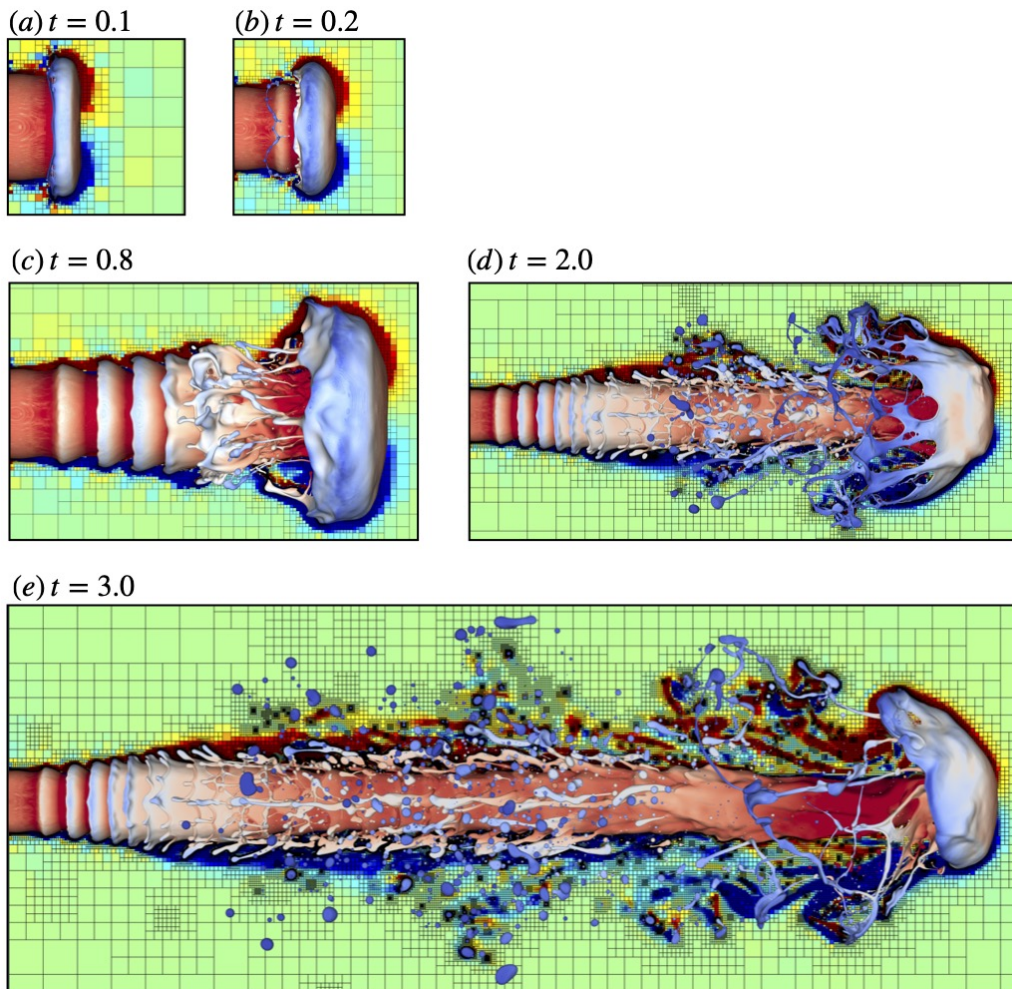 (a) t = 0.1
(b) t = 0.2
(c) t = 0.8
(d) t = 2.0
(e) t = 3.0